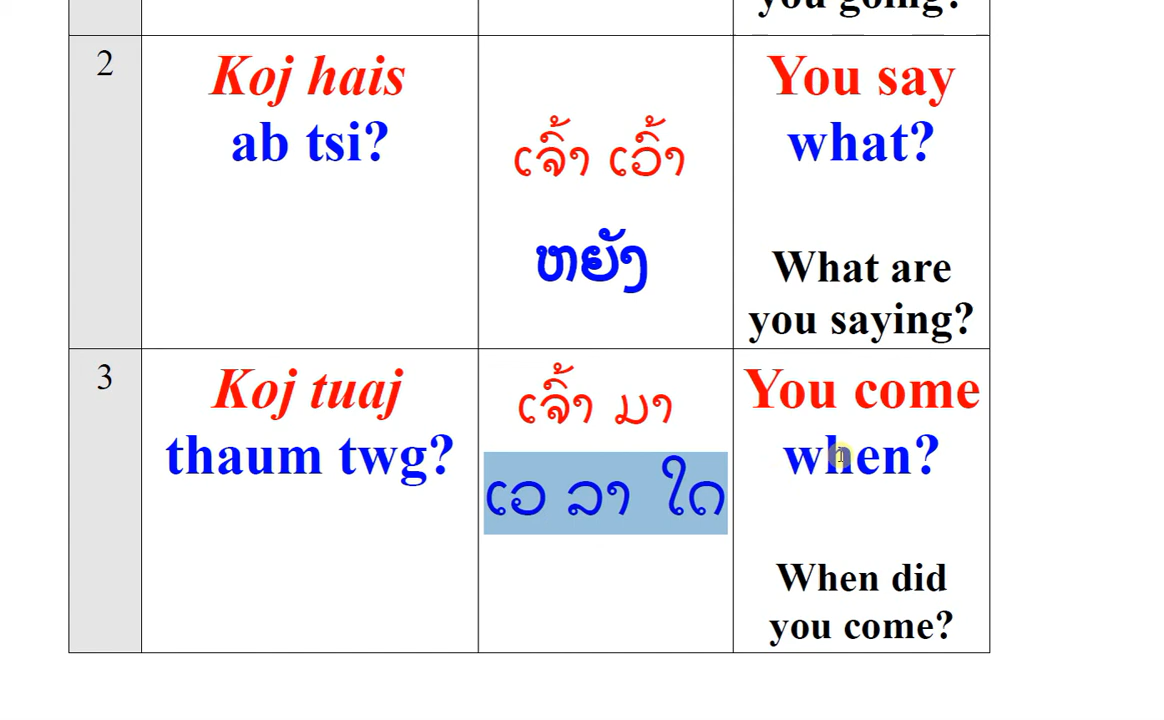 you going?
2
Koj hais
ab tsi?
ເຈົ້າ ເວົ້າ
ຫຍັງ
You say
what?
What are
you saying?
3
Koj tuaj
thaum twg?
ເຈົ້າ ມາ
ເວ ລາ ໃດ
You come
when?
When did
you come?